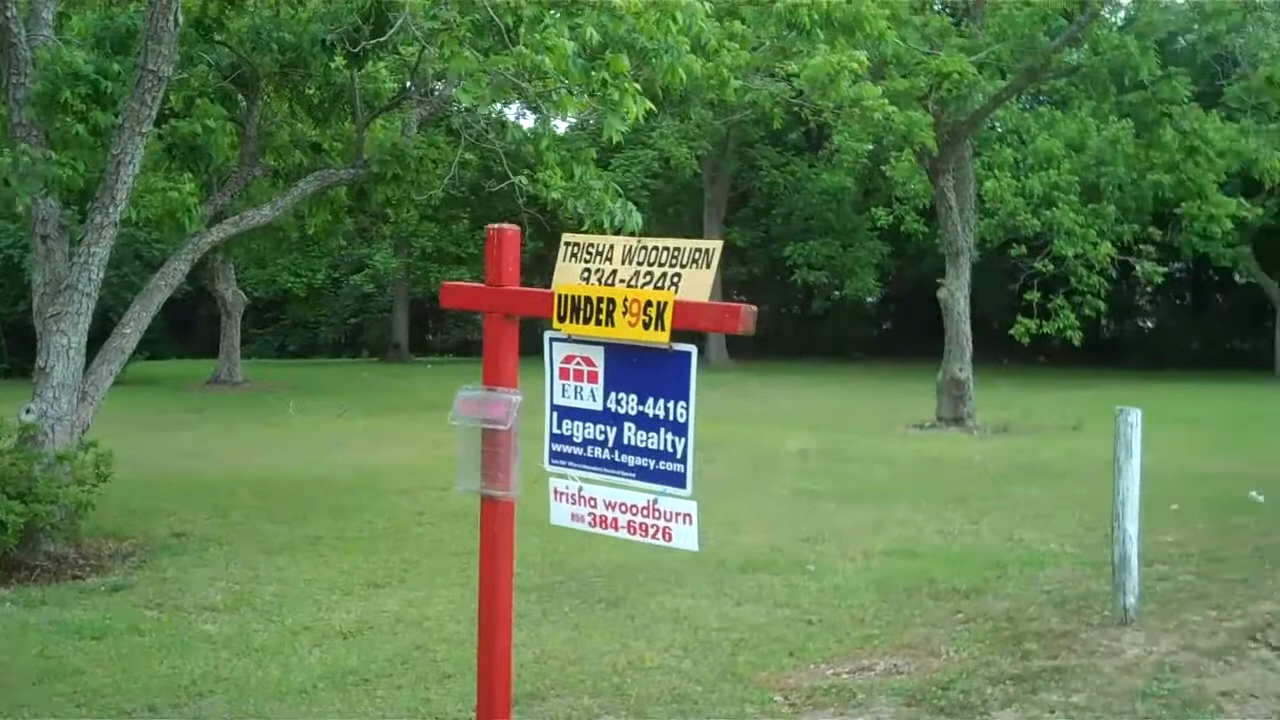 TRISHA WOODBURN
934-4248
UNDER $95K
ERA
438-4416
Legacy Realty
www.ERA-Legacy.com
trisha woodburn
850 384-6926